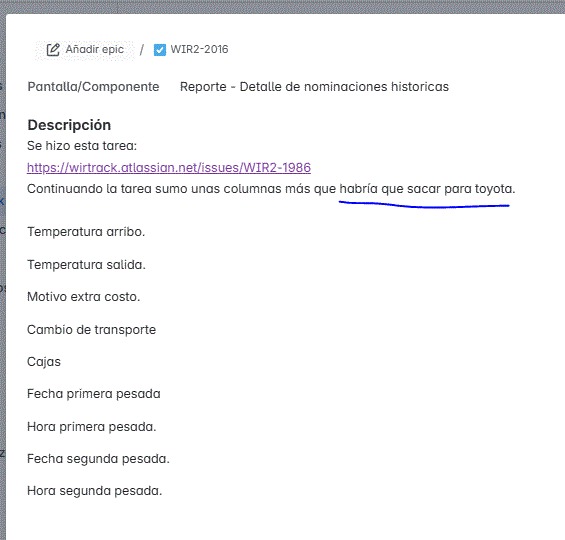 Añadir epic / WIR2-2016
Pantalla/Componente Reporte - Detalle de nominaciones historicas
Descripción
Se hizo esta tarea:
https://wirtrack.atlassian.net/issues/WIR2-1986
Continuando la tarea sumo unas columnas más que habría que sacar para toyota.
Temperatura arribo.
Temperatura salida.
Motivo extra costo.
Cambio de transporte
Cajas
Fecha primera pesada
Hora primera pesada.
Fecha segunda pesada.
Hora segunda pesada.